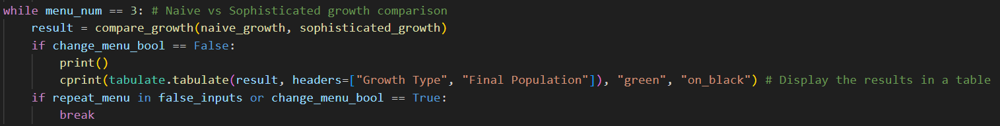 while menu_num == 3: # Naive vs Sophisticated growth comparison
    result = compare_growth(naive_growth, sophisticated_growth)
    if change_menu_bool == False:
        print()
        cprint(tabulate.tabulate(result, headers=["Growth Type", "Final Population"]), "green", "on_black") # Display the results in a table
    if repeat_menu in false_inputs or change_menu_bool == True:
        break